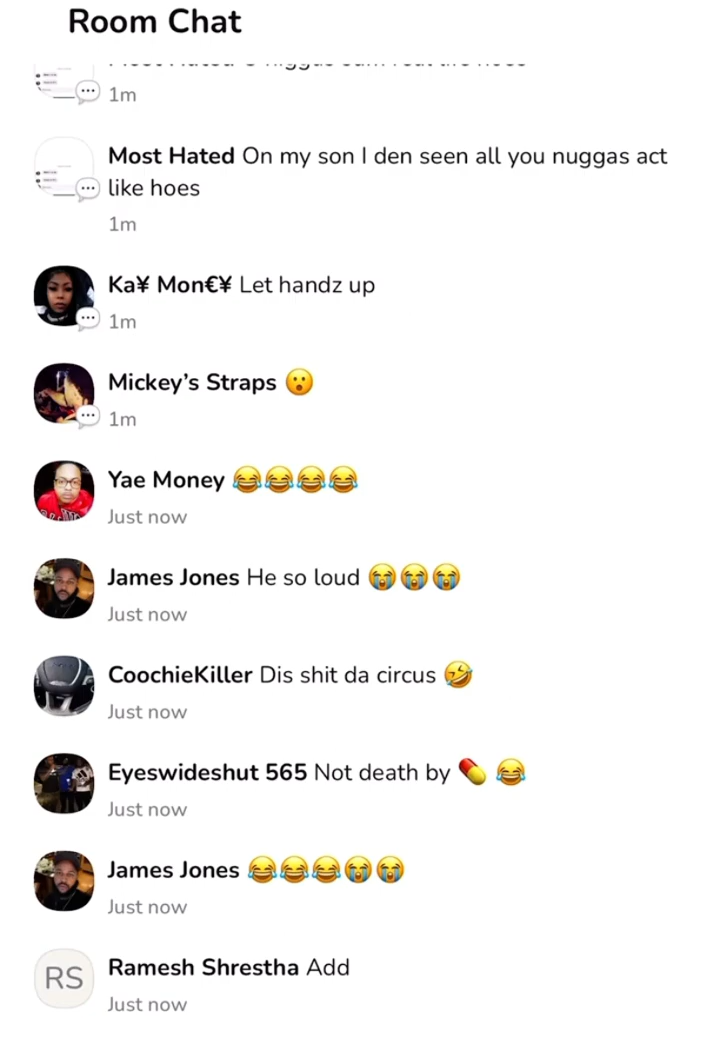 Room Chat
1m
Most Hated On my son I den seen all you nuggas act
like hoes
1m
Ka¥ Mon€¥ Let handz up
1m
Mickey’s Straps 😮
1m
Yae Money 😂😂😂😂
Just now
James Jones He so loud 😭😭😭
Just now
CoochieKiller Dis shit da circus 🤣
Just now
Eyeswideshut 565 Not death by 💊 😂
Just now
James Jones 😂😂😂😭😭
Just now
RS
Ramesh Shrestha Add
Just now